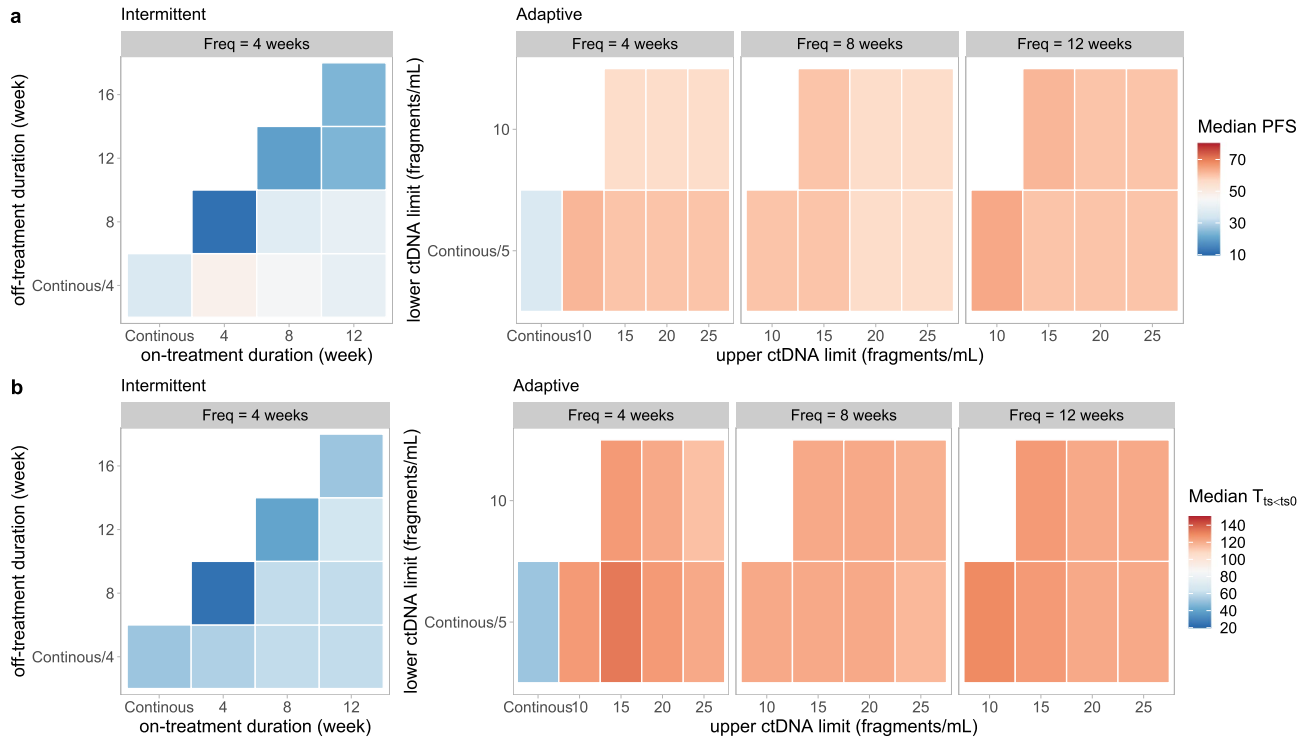 a
Intermittent
Adaptive
Freq = 4 weeks
Freq = 4 weeks
Freq = 8 weeks
Freq = 12 weeks
off-treatment duration (week)
16
12
8
Continous/4
Continous
4
8
12
on-treatment duration (week)
lower ctDNA limit (fragments/mL)
10
Continous/5
Continous
10
15
20
25
10
15
20
25
10
15
20
25
upper ctDNA limit (fragments/mL)
Median PFS
70
50
30
10
b
Intermittent
Adaptive
Freq = 4 weeks
Freq = 4 weeks
Freq = 8 weeks
Freq = 12 weeks
off-treatment duration (week)
16
12
8
Continous/4
Continous
4
8
12
on-treatment duration (week)
lower ctDNA limit (fragments/mL)
10
Continous/5
Continous
10
15
20
25
10
15
20
25
10
15
20
25
upper ctDNA limit (fragments/mL)
Median Tts<ts0
140
120
100
80
60
40
20